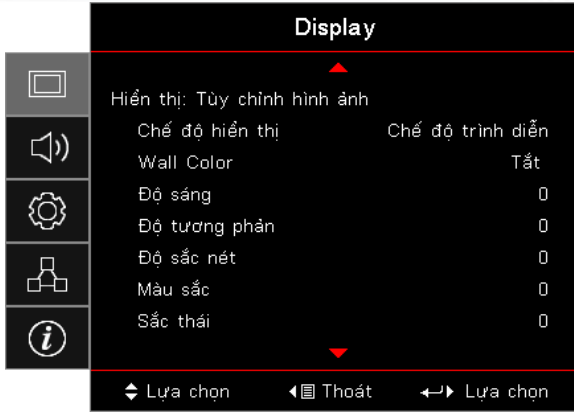 Display
Hiển thị: Tùy chỉnh hình ảnh
Chế độ hiển thị Chế độ trình diễn
Wall Color Tắt
Độ sáng 0
Độ tương phản 0
Độ sắc nét 0
Màu sắc 0
Sắc thái 0
Lựa chọn Thoát Lựa chọn